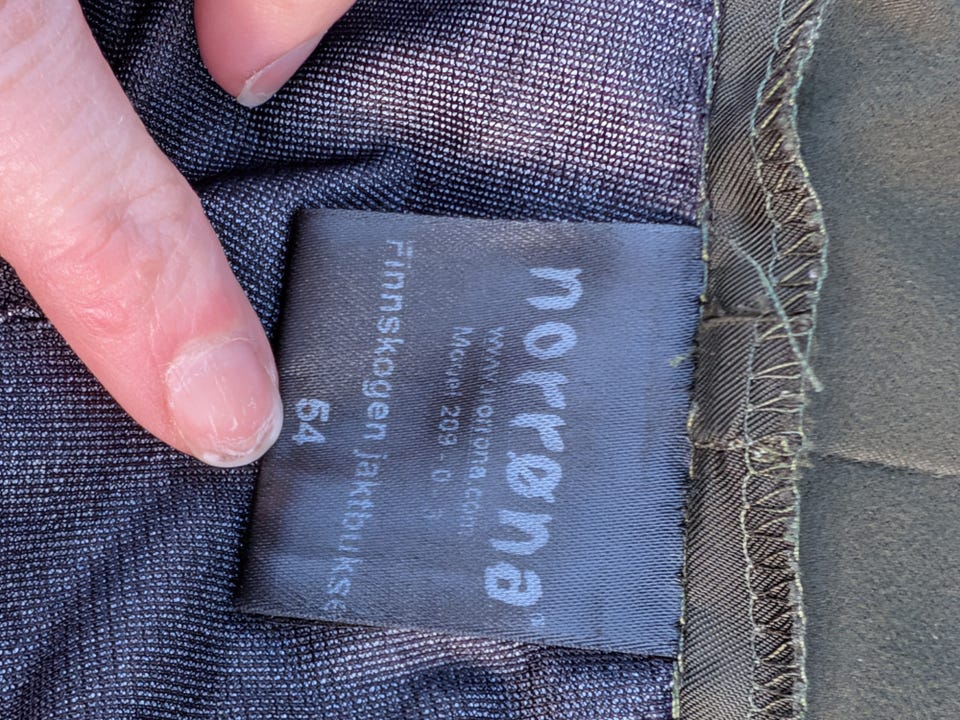 norrøna®
www.norrona.com
Model 209 - 0
Finnskogen jaktbukse
54